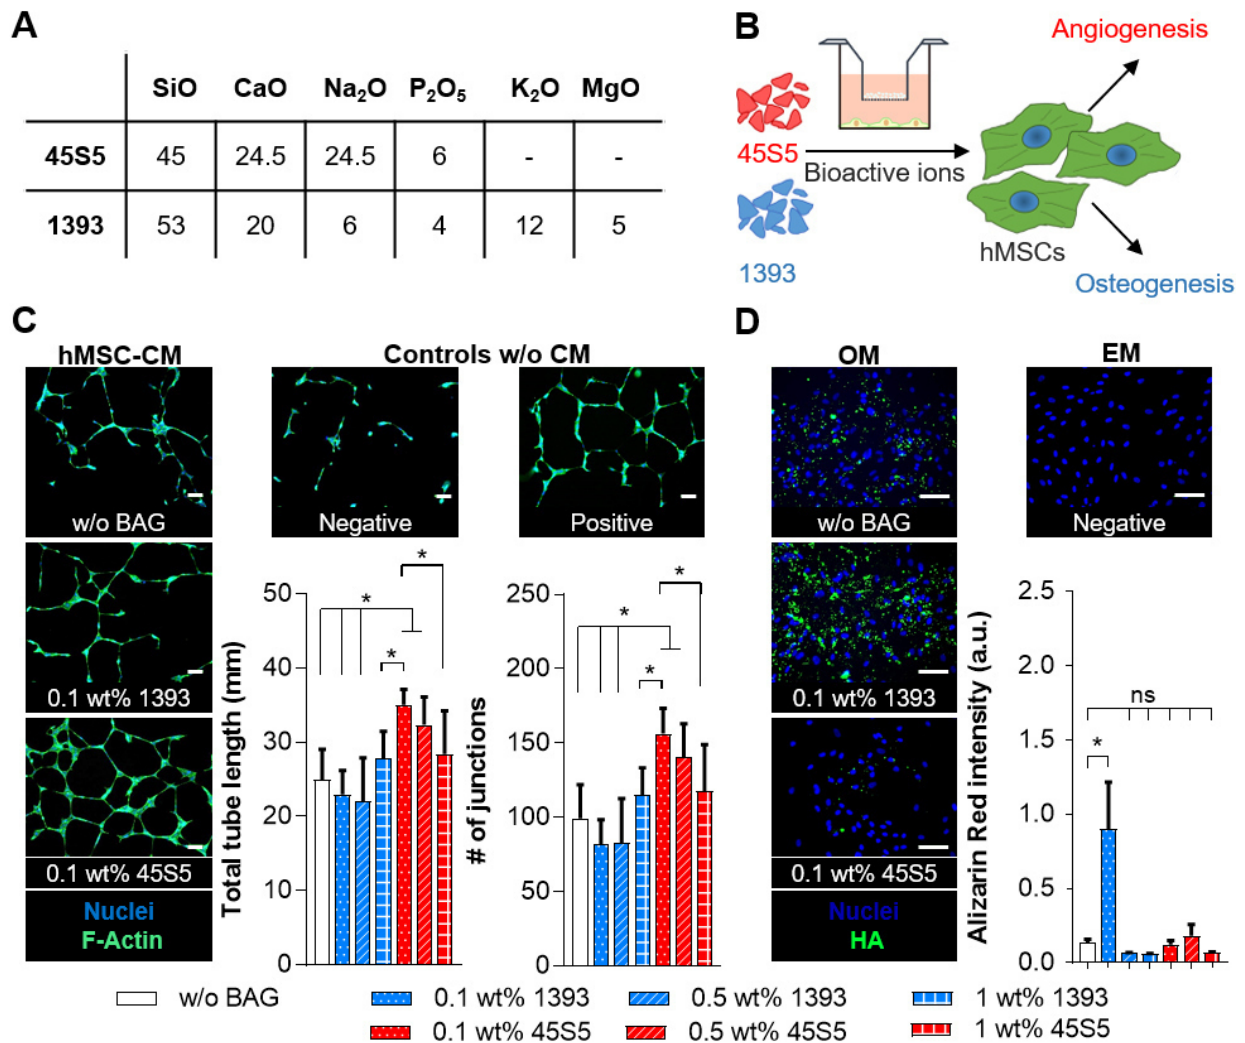 A
SiO CaO Na₂O P₂O₅ K₂O MgO
45S5 45 24.5 24.5 6 - -
1393 53 20 6 4 12 5
B
Angiogenesis
45S5
Bioactive ions
1393
hMSCs
Osteogenesis
C
hMSC-CM
Controls w/o CM
w/o BAG
Negative
Positive
0.1 wt% 1393
0.1 wt% 45S5
Nuclei
F-Actin
Total tube length (mm)
50
40
30
20
10
0
*
*
*
# of junctions
250
200
150
100
50
0
*
*
*
D
OM
EM
w/o BAG
Negative
0.1 wt% 1393
0.1 wt% 45S5
Nuclei
HA
Alizarin Red intensity (a.u.)
2.5
2.0
1.5
1.0
0.5
0.0
ns
*
w/o BAG
0.1 wt% 1393
0.5 wt% 1393
1 wt% 1393
0.1 wt% 45S5
0.5 wt% 45S5
1 wt% 45S5